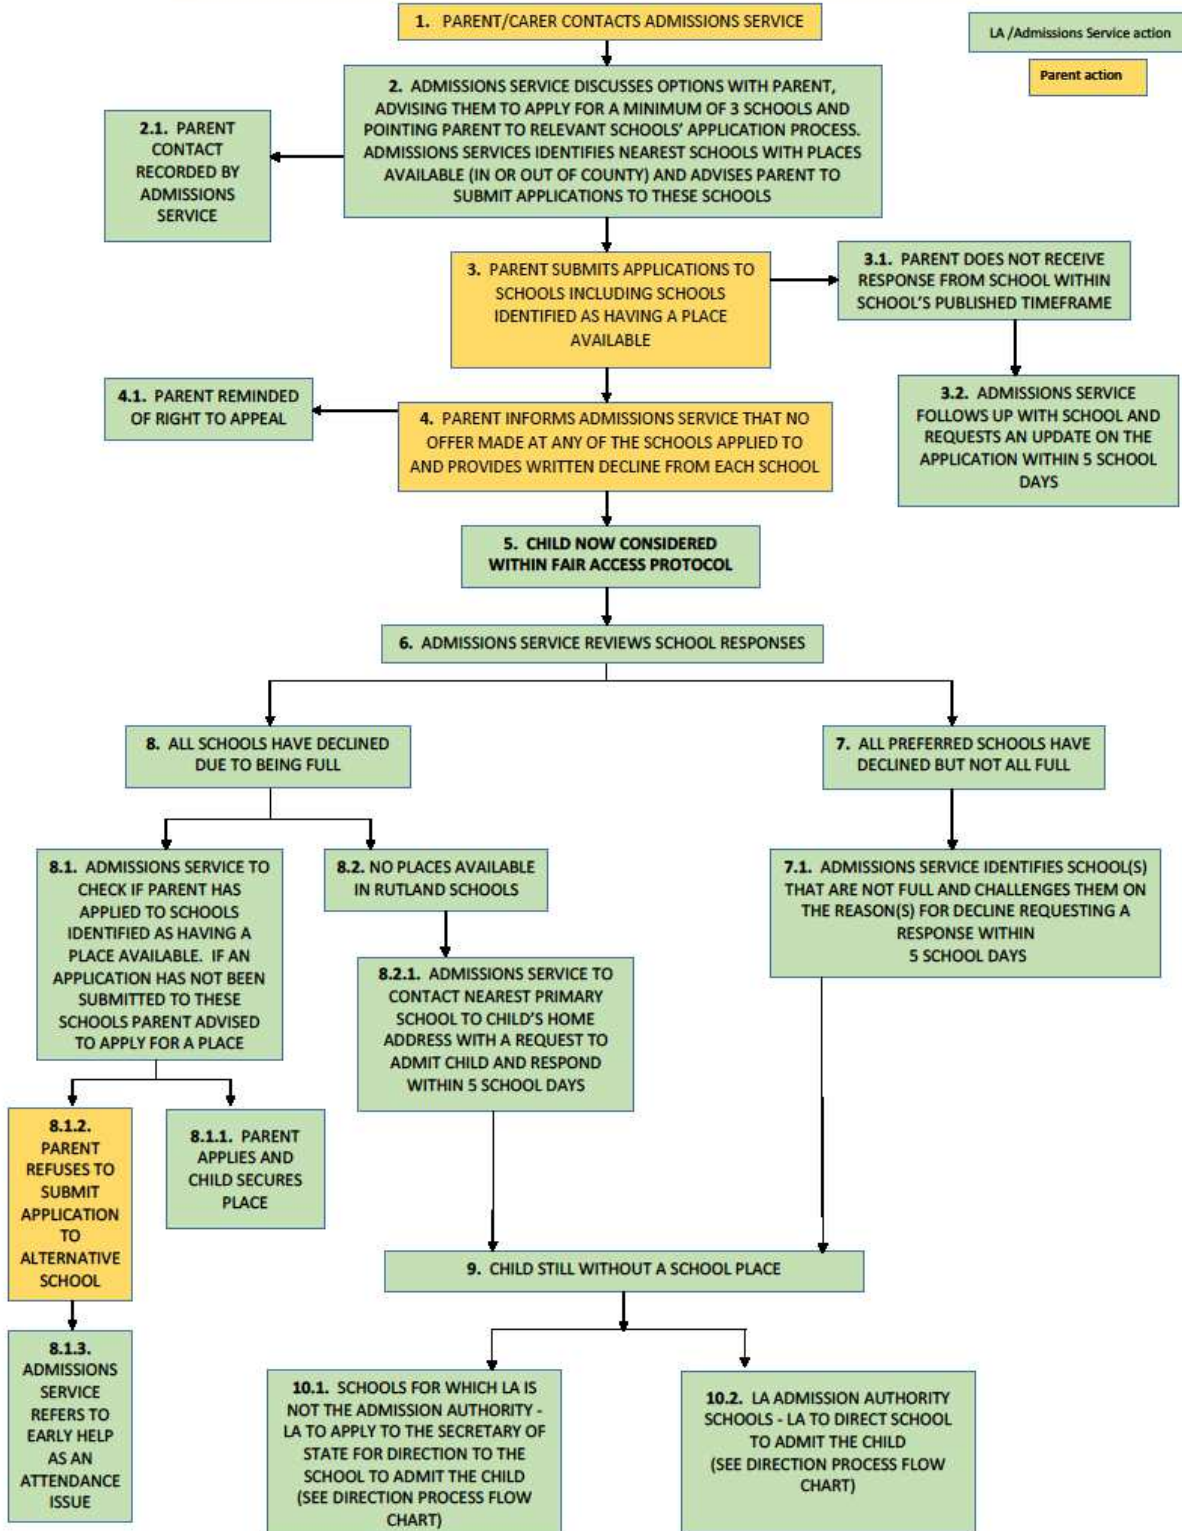 1. PARENT/CARER CONTACTS ADMISSIONS SERVICE
LA /Admissions Service action
Parent action
2. ADMISSIONS SERVICE DISCUSSES OPTIONS WITH PARENT,
ADVISING THEM TO APPLY FOR A MINIMUM OF 3 SCHOOLS AND
POINTING PARENT TO RELEVANT SCHOOLS' APPLICATION PROCESS.
ADMISSIONS SERVICES IDENTIFIES NEAREST SCHOOLS WITH PLACES
AVAILABLE (IN OR OUT OF COUNTY) AND ADVISES PARENT TO
SUBMIT APPLICATIONS TO THESE SCHOOLS
2.1. PARENT
CONTACT
RECORDED BY
ADMISSIONS
SERVICE
3. PARENT SUBMITS APPLICATIONS TO
SCHOOLS INCLUDING SCHOOLS
IDENTIFIED AS HAVING A PLACE
AVAILABLE
3.1. PARENT DOES NOT RECEIVE
RESPONSE FROM SCHOOL WITHIN
SCHOOL'S PUBLISHED TIMEFRAME
3.2. ADMISSIONS SERVICE
FOLLOWS UP WITH SCHOOL AND
REQUESTS AN UPDATE ON THE
APPLICATION WITHIN 5 SCHOOL
DAYS
4.1. PARENT REMINDED
OF RIGHT TO APPEAL
4. PARENT INFORMS ADMISSIONS SERVICE THAT NO
OFFER MADE AT ANY OF THE SCHOOLS APPLIED TO
AND PROVIDES WRITTEN DECLINE FROM EACH SCHOOL
5. CHILD NOW CONSIDERED
WITHIN FAIR ACCESS PROTOCOL
6. ADMISSIONS SERVICE REVIEWS SCHOOL RESPONSES
8. ALL SCHOOLS HAVE DECLINED
DUE TO BEING FULL
7. ALL PREFERRED SCHOOLS HAVE
DECLINED BUT NOT ALL FULL
8.1. ADMISSIONS SERVICE TO
CHECK IF PARENT HAS
APPLIED TO SCHOOLS
IDENTIFIED AS HAVING A
PLACE AVAILABLE. IF AN
APPLICATION HAS NOT BEEN
SUBMITTED TO THESE
SCHOOLS PARENT ADVISED
TO APPLY FOR A PLACE
8.2. NO PLACES AVAILABLE
IN RUTLAND SCHOOLS
7.1. ADMISSIONS SERVICE IDENTIFIES SCHOOL(S)
THAT ARE NOT FULL AND CHALLENGES THEM ON
THE REASON(S) FOR DECLINE REQUESTING A
RESPONSE WITHIN
5 SCHOOL DAYS
8.2.1. ADMISSIONS SERVICE TO
CONTACT NEAREST PRIMARY
SCHOOL TO CHILD'S HOME
ADDRESS WITH A REQUEST TO
ADMIT CHILD AND RESPOND
WITHIN 5 SCHOOL DAYS
8.1.2.
PARENT
REFUSES TO
SUBMIT
APPLICATION
TO
ALTERNATIVE
SCHOOL
8.1.1. PARENT
APPLIES AND
CHILD SECURES
PLACE
9. CHILD STILL WITHOUT A SCHOOL PLACE
8.1.3.
ADMISSIONS
SERVICE
REFERS TO
EARLY HELP
AS AN
ATTENDANCE
ISSUE
10.1. SCHOOLS FOR WHICH LA IS
NOT THE ADMISSION AUTHORITY -
LA TO APPLY TO THE SECRETARY OF
STATE FOR DIRECTION TO THE
SCHOOL TO ADMIT THE CHILD
(SEE DIRECTION PROCESS FLOW
CHART)
10.2. LA ADMISSION AUTHORITY
SCHOOLS - LA TO DIRECT SCHOOL
TO ADMIT THE CHILD
(SEE DIRECTION PROCESS FLOW
CHART)